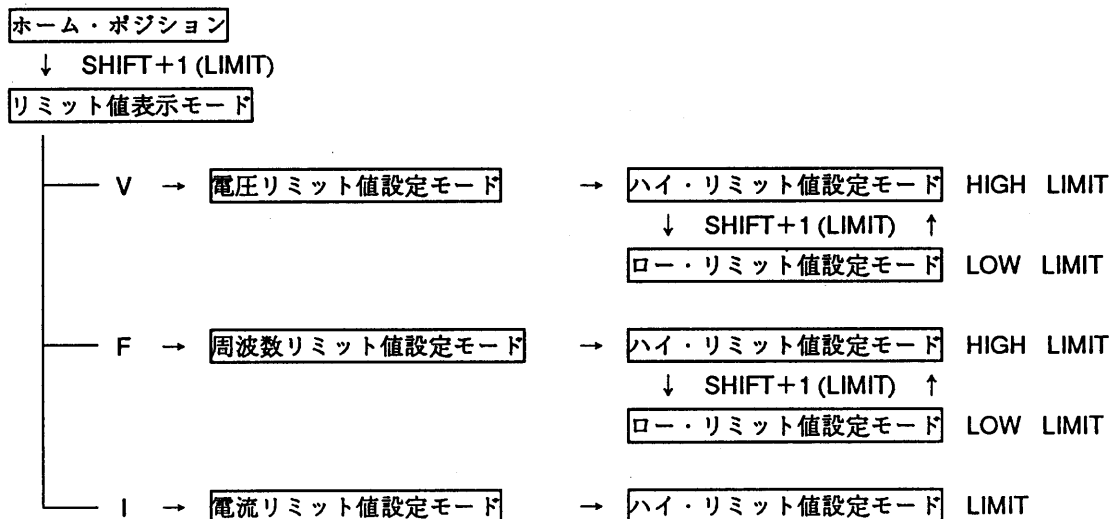 ホーム・ポジション
↓ SHIFT+1(LIMIT)
リミット値表示モード
V → 電圧リミット値設定モード → ハイ・リミット値設定モード HIGH LIMIT
↓ SHIFT+1(LIMIT) ↑
ロー・リミット値設定モード LOW LIMIT
F → 周波数リミット値設定モード → ハイ・リミット値設定モード HIGH LIMIT
↓ SHIFT+1(LIMIT) ↑
ロー・リミット値設定モード LOW LIMIT
I → 電流リミット値設定モード → ハイ・リミット値設定モード LIMIT